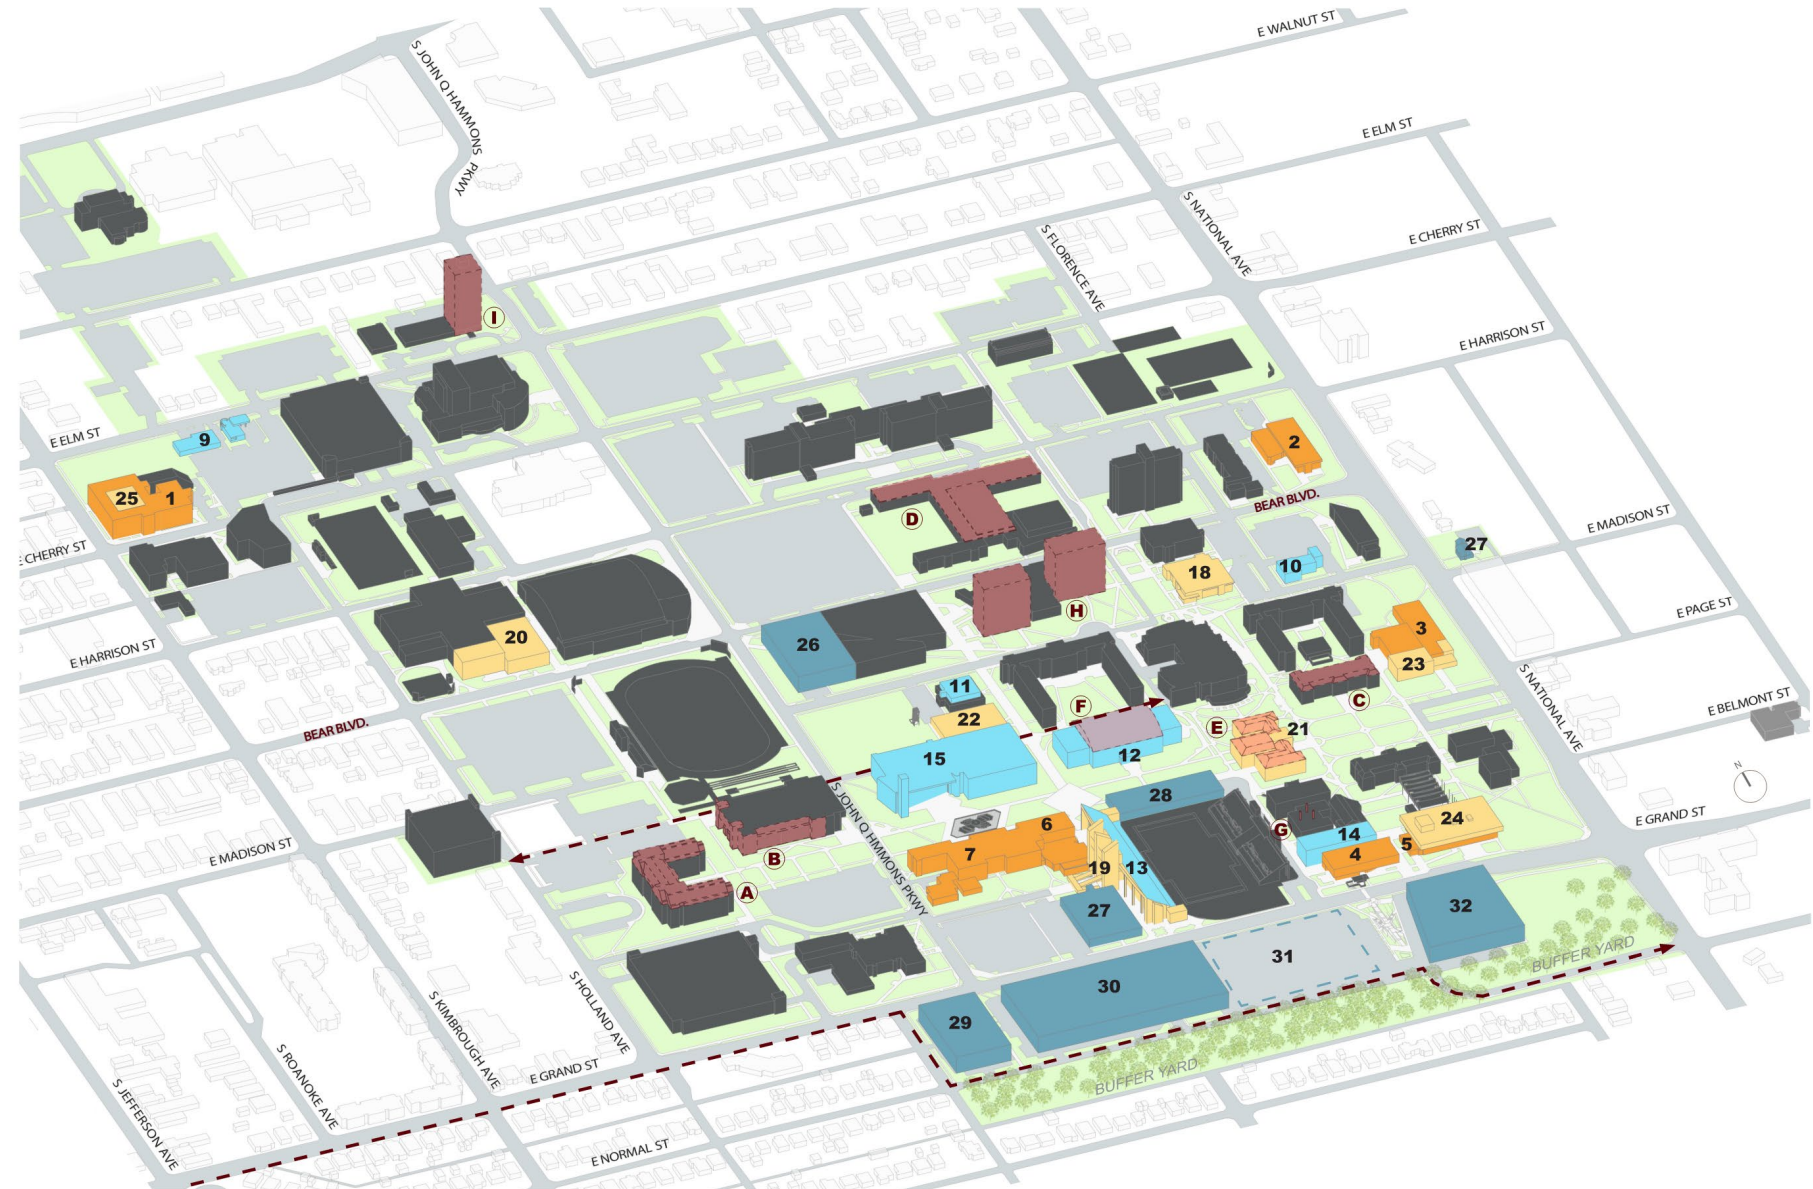 E WALNUT ST
S JOHN Q HAMMONS PKWY
E ELM ST
S NATIONAL AVE
E CHERRY ST
S FLORENCE AVE
I
E HARRISON ST
E ELM ST
9
2
25
1
BEAR BLVD.
D
E MADISON ST
E CHERRY ST
27
10
18
H
E PAGE ST
20
3
E HARRISON ST
26
23
11
C
S NATIONAL AVE
E BELMONT ST
F
22
BEAR BLVD.
E
21
15
12
N
28
S JOHN Q HMMONS PKWY
E GRAND ST
6
24
G
14
5
E MADISON ST
7
B
4
19
13
A
27
32
BUFFER YARD
31
30
29
S HOLLAND AVE
S KIMBROUGH AVE
E GRAND ST
BUFFER YARD
S ROANOKE AVE
S JEFFERSON AVE
E NORMAL ST